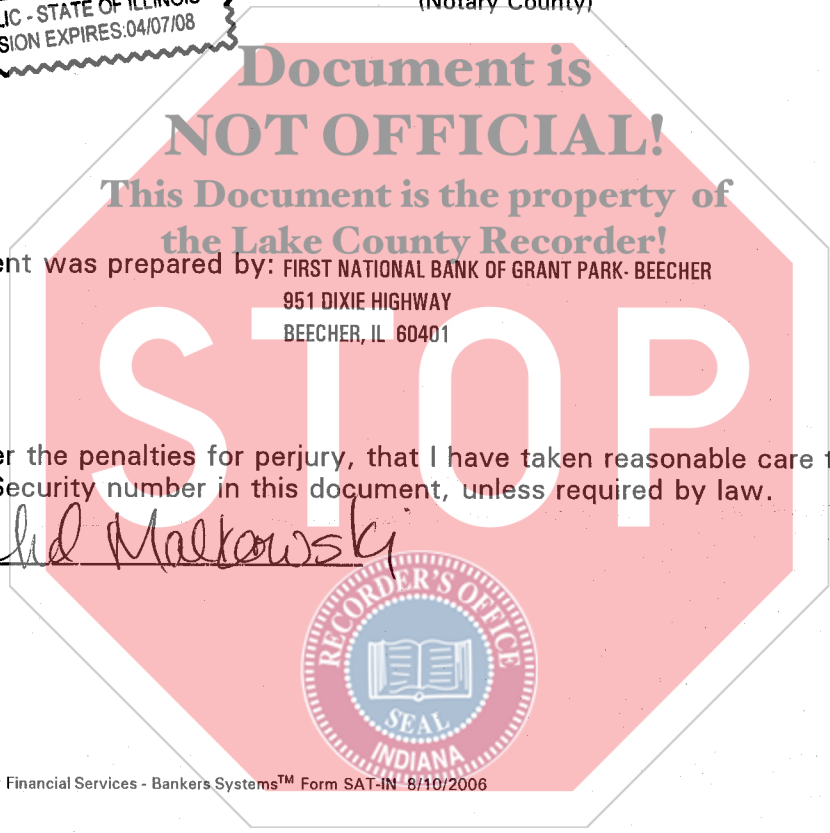 LIC - STATE OF ILLINOIS
SION EXPIRES:04/07/08
(Notary County)
Document is
NOT OFFICIAL!
This Document is the property of
the Lake County Recorder!
ent was prepared by: FIRST NATIONAL BANK OF GRANT PARK- BEECHER
951 DIXIE HIGHWAY
BEECHER, IL 60401
STOP
er the penalties for perjury, that I have taken reasonable care
Security number in this document, unless required by law.
Malkowski
RECORDER'S OFFICE
SEAL
INDIANA
Financial Services - Bankers Systems™ Form SAT-IN 8/10/2006